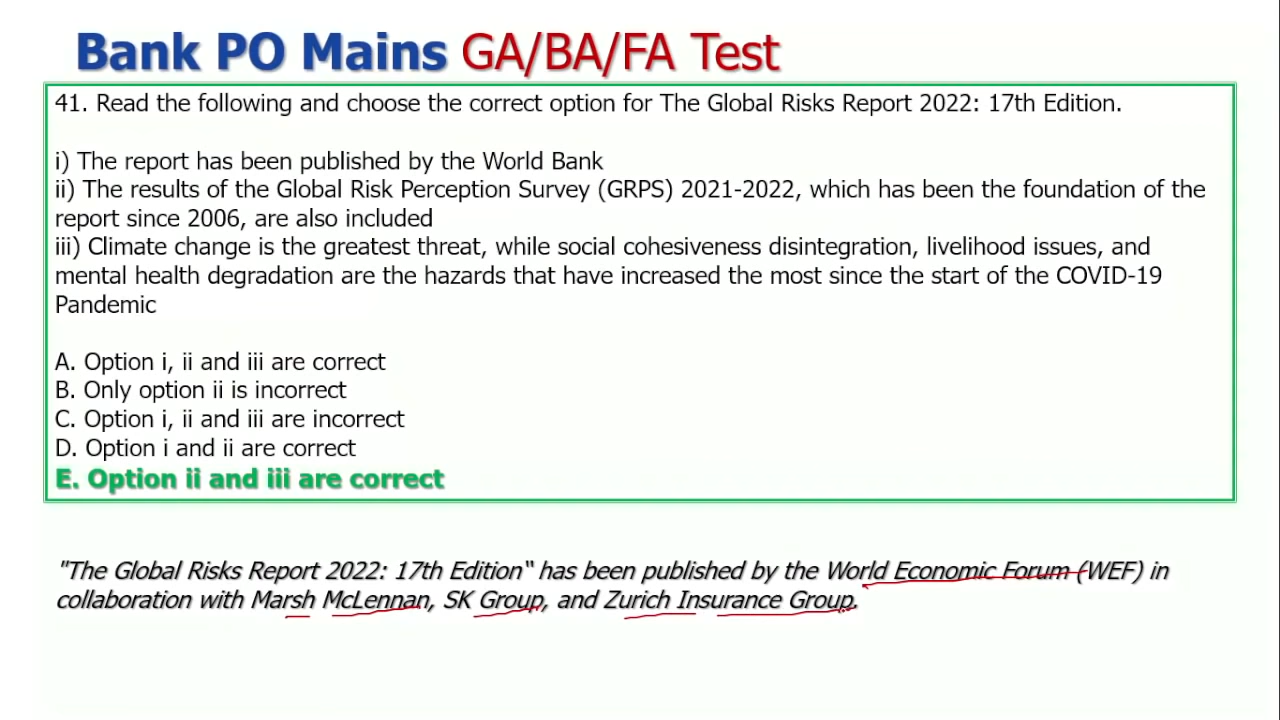 Bank PO Mains GA/BA/FA Test
41. Read the following and choose the correct option for The Global Risks Report 2022: 17th Edition.
i) The report has been published by the World Bank
ii) The results of the Global Risk Perception Survey (GRPS) 2021-2022, which has been the foundation of the
report since 2006, are also included
iii) Climate change is the greatest threat, while social cohesiveness disintegration, livelihood issues, and
mental health degradation are the hazards that have increased the most since the start of the COVID-19
Pandemic
A. Option i, ii and iii are correct
B. Only option ii is incorrect
C. Option i, ii and iii are incorrect
D. Option i and ii are correct
E. Option ii and iii are correct
"The Global Risks Report 2022: 17th Edition" has been published by the World Economic Forum (WEF) in
collaboration with Marsh McLennan, SK Group, and Zurich Insurance Group.